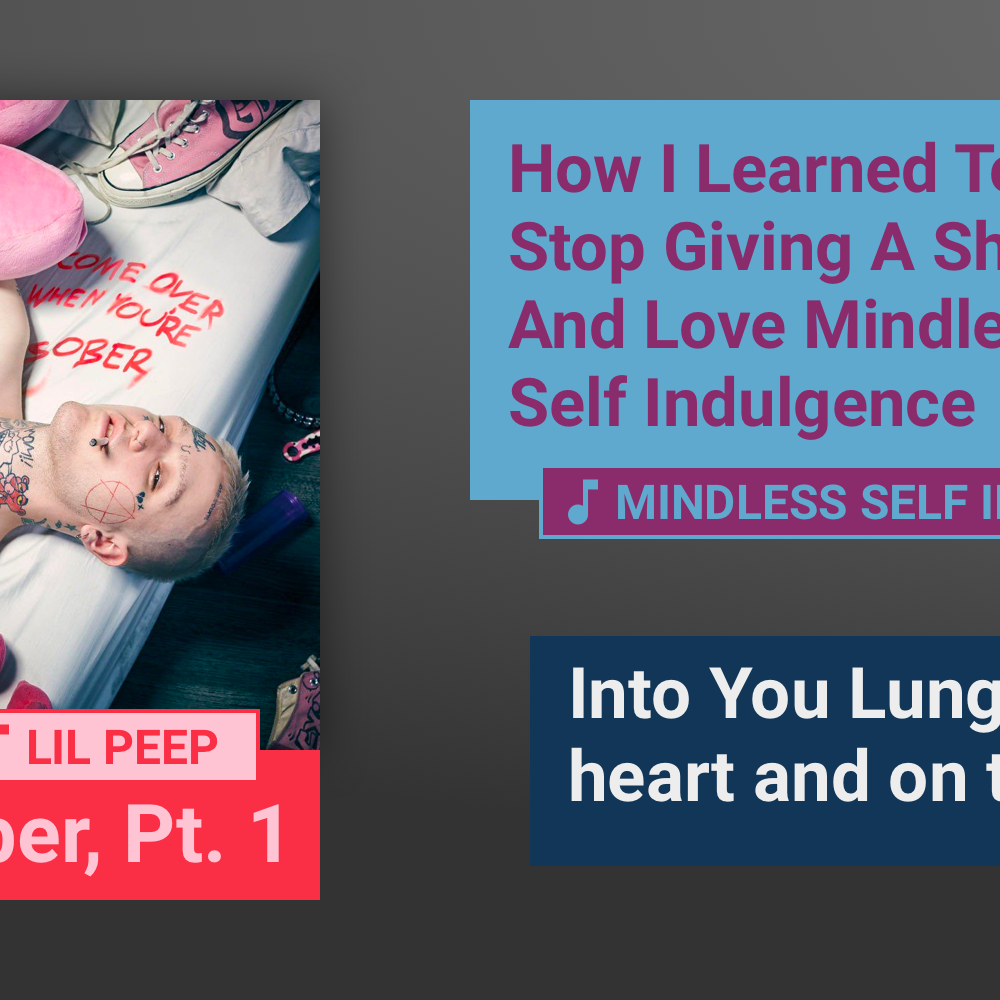 COME OVER
WHEN YOU'RE
SOBER
LIL PEEP
ber, Pt. 1
How I Learned To
Stop Giving A Sh
And Love Mindle
Self Indulgence
MINDLESS SELF I
Into You Lung
heart and on t